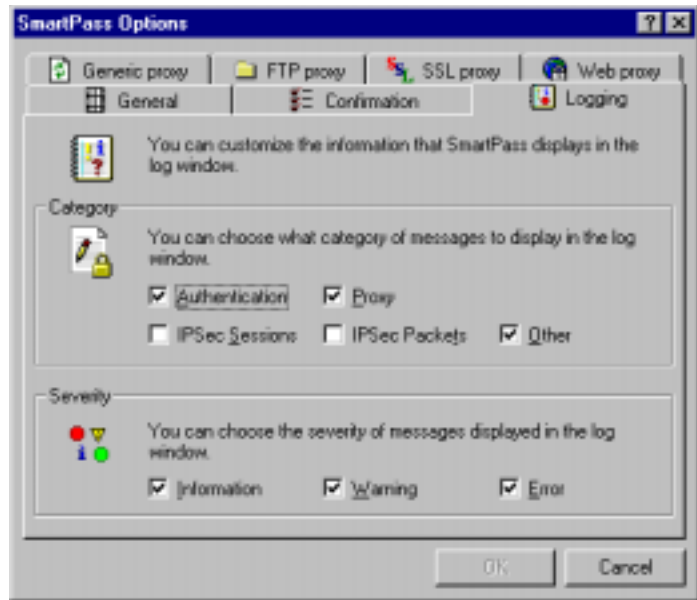 SmartPass Options
Generic proxy
FTP proxy
SSL proxy
Web proxy
General
Confirmation
Logging
You can customize the information that SmartPass displays in the
log window.
Category
You can choose what category of messages to display in the log
window.
Authentication
Proxy
IPSec Sessions
IPSec Packets
Other
Severity
You can choose the severity of messages displayed in the log
window.
Information
Warning
Error
OK
Cancel